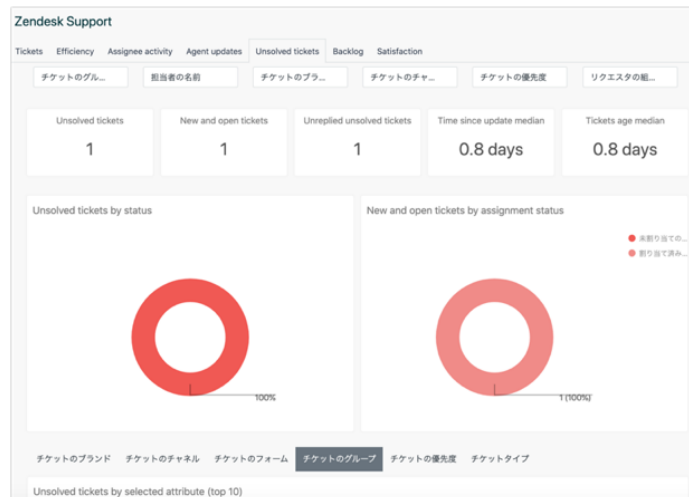 Zendesk Support
Tickets Efficiency Assignee activity Agent updates Unsolved tickets Backlog Satisfaction
チケットのグル... 担当者の名前 チケットのブラ... チケットのチャ... チケットの優先度 リクエスタの組...
Unsolved tickets New and open tickets Unreplied unsolved tickets Time since update median Tickets age median
1 1 1 0.8 days 0.8 days
Unsolved tickets by status New and open tickets by assignment status
未割り当ての...
割り当て済み...
100% 1 (100%)
チケットのブランド チケットのチャネル チケットのフォーム チケットのグループ チケットの優先度 チケットタイプ
Unsolved tickets by selected attribute (top 10)